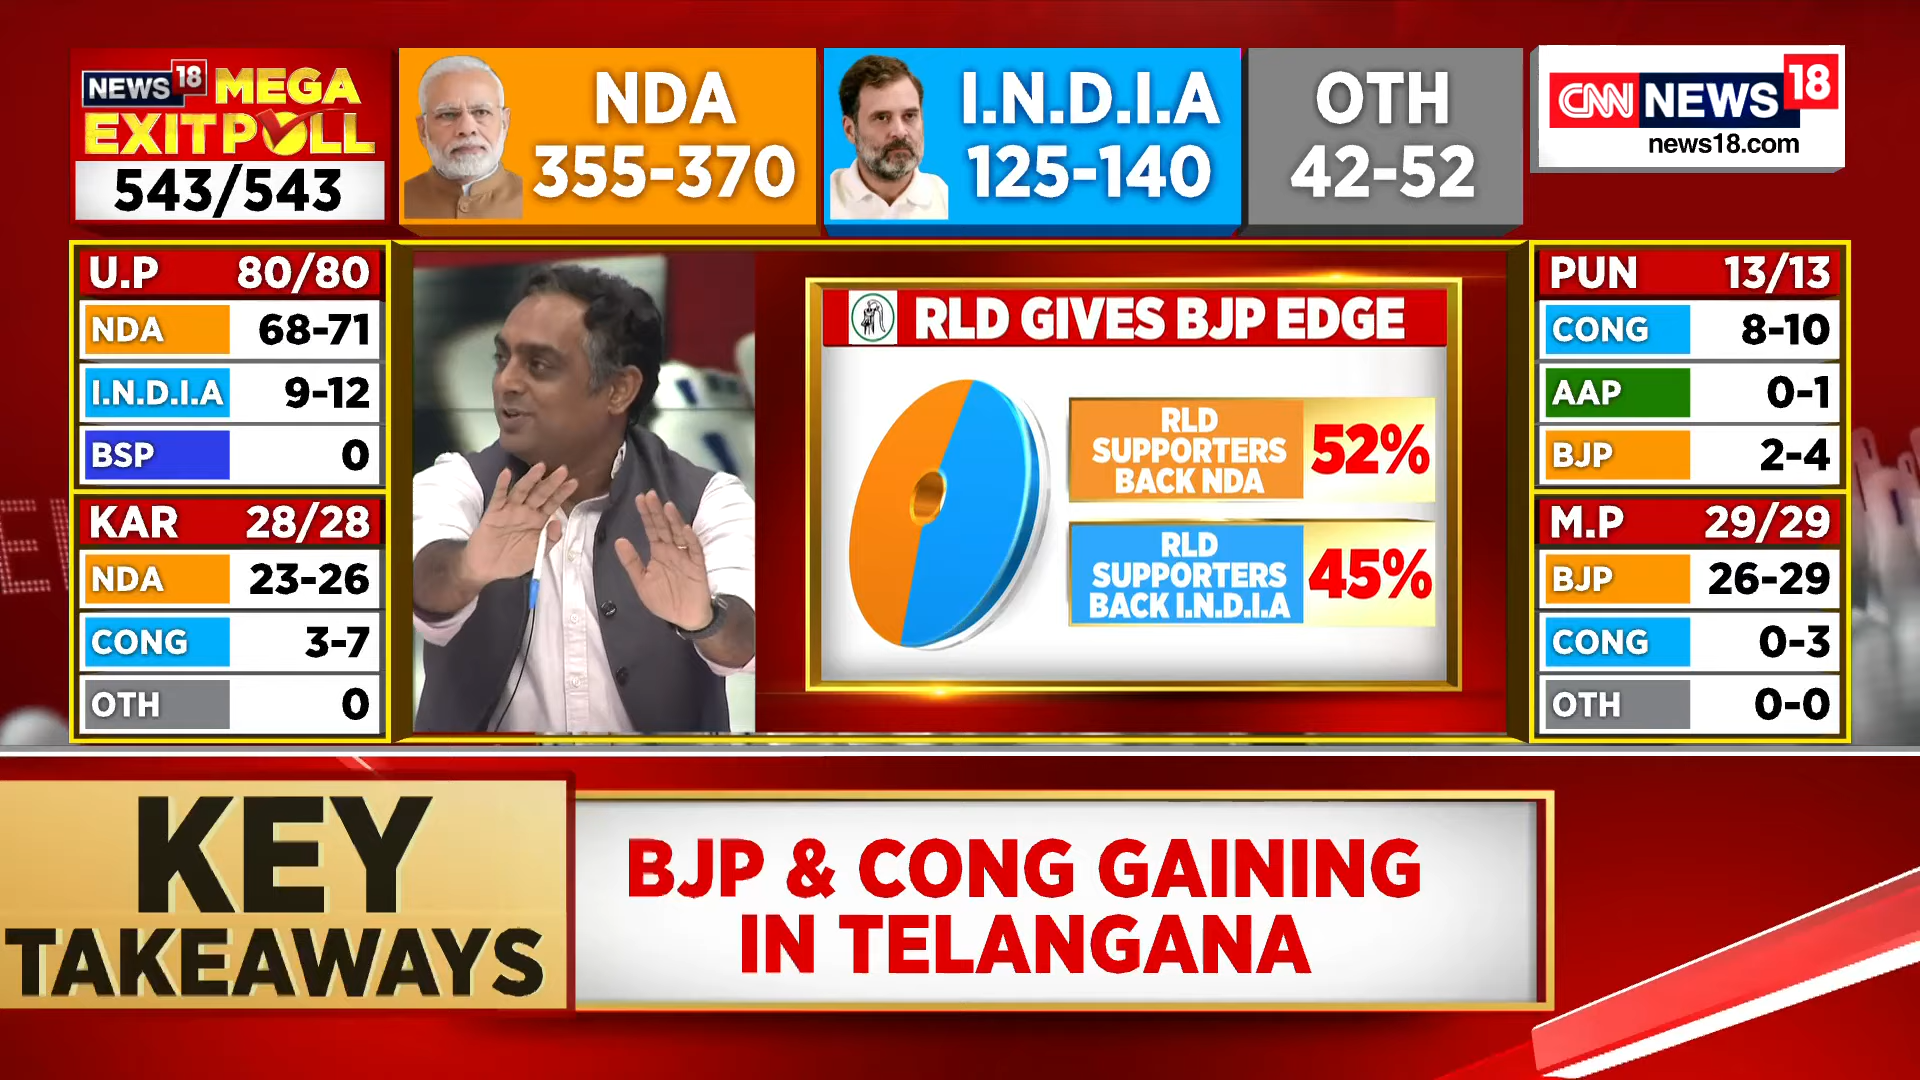 NEWS 18 MEGA
EXIT POLL
543/543
NDA
355-370
I.N.D.I.A
125-140
OTH
42-52
CNN NEWS 18
news18.com
U.P 80/80
NDA 68-71
I.N.D.I.A 9-12
BSP 0
KAR 28/28
NDA 23-26
CONG 3-7
OTH 0
RLD GIVES BJP EDGE
RLD
SUPPORTERS
BACK NDA
52%
RLD
SUPPORTERS
BACK I.N.D.I.A
45%
PUN 13/13
CONG 8-10
AAP 0-1
BJP 2-4
M.P 29/29
BJP 26-29
CONG 0-3
OTH 0-0
KEY
TAKEAWAYS
BJP & CONG GAINING
IN TELANGANA